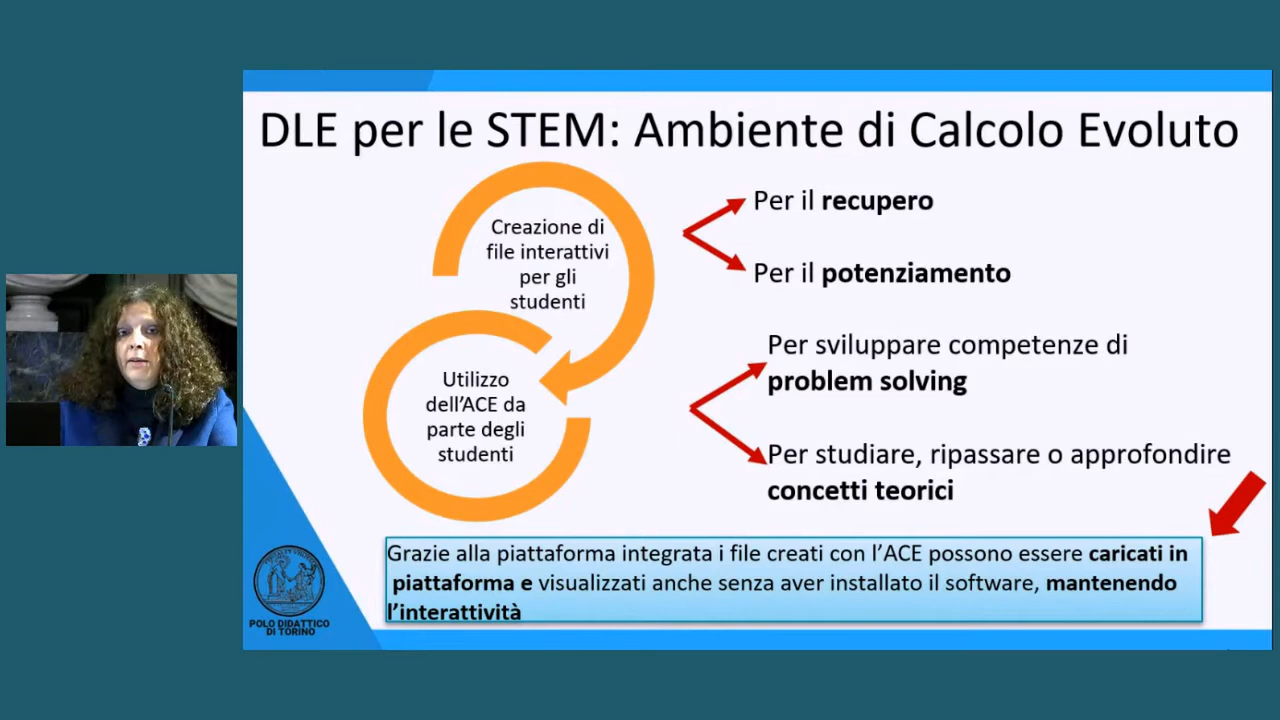 DLE per le STEM: Ambiente di Calcolo Evoluto
Creazione di
file interattivi
per gli
studenti
Per il recupero
Per il potenziamento
Utilizzo
dell'ACE da
parte degli
studenti
Per sviluppare competenze di
problem solving
Per studiare, ripassare o approfondire
concetti teorici
Grazie alla piattaforma integrata i file creati con l'ACE possono essere caricati in
piattaforma e visualizzati anche senza aver installato il software, mantenendo
l'interattività
POLO DIDATTICO
DI TORINO